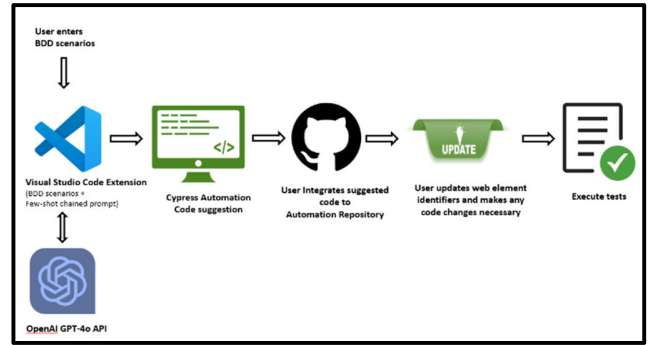 User enters
BDD scenarios
</>
UPDATE
Visual Studio Code Extension
(BDD scenarios +
Few-shot chained prompt)
Cypress Automation
Code suggestion
User Integrates suggested
code to
Automation Repository
User updates web element
identifiers and makes any
code changes necessary
Execute tests
OpenAI GPT-4o API